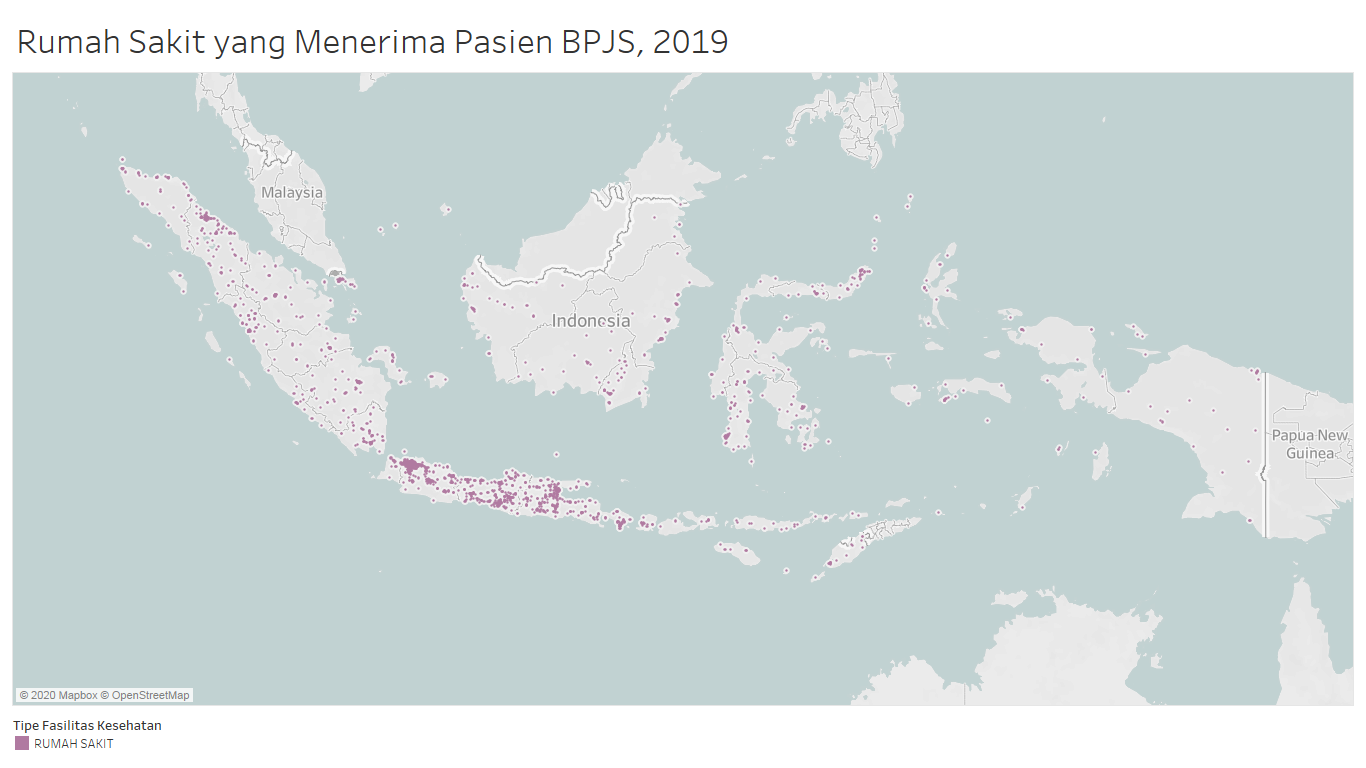 Rumah Sakit yang Menerima Pasien BPJS, 2019
Malaysia
Indonesia
Papua New
Guinea
© 2020 Mapbox © OpenStreetMap
Tipe Fasilitas Kesehatan
RUMAH SAKIT